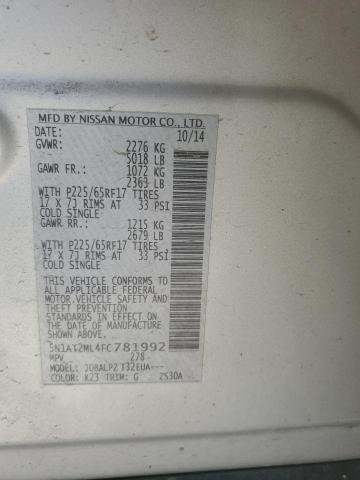 MFD BY NISSAN MOTOR CO., LTD.
DATE: 10/14
GVWR: 2276 KG
5018 LB
GAWR FR.: 1072 KG
2363 LB
WITH P225/65RF17 TIRES
17 X 7J RIMS AT 33 PSI
COLD SINGLE
GAWR RR.: 1215 KG
2679 LB
WITH P225/65RF17 TIRES
17 X 7J RIMS AT 33 PSI
COLD SINGLE
THIS VEHICLE CONFORMS TO
ALL APPLICABLE FEDERAL
MOTOR VEHICLE SAFETY
AND THEFT PREVENTION
STANDARDS IN EFFECT ON
THE DATE OF MANUFACTURE
SHOWN ABOVE.
5N1AT2ML4FC781992
MPV 278
COLOR: K23 TRIM: G